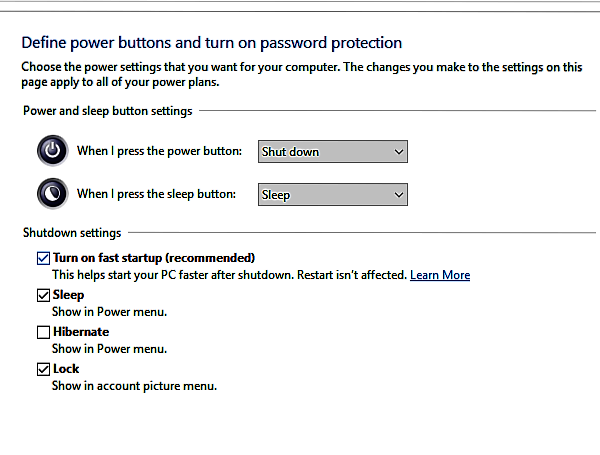 Define power buttons and turn on password protection
Choose the power settings that you want for your computer. The changes you make to the settings on this
page apply to all of your power plans.
Power and sleep button settings
When I press the power button: Shut down
When I press the sleep button: Sleep
Shutdown settings
Turn on fast startup (recommended)
This helps start your PC faster after shutdown. Restart isn't affected. Learn More
Sleep
Show in Power menu.
Hibernate
Show in Power menu.
Lock
Show in account picture menu.